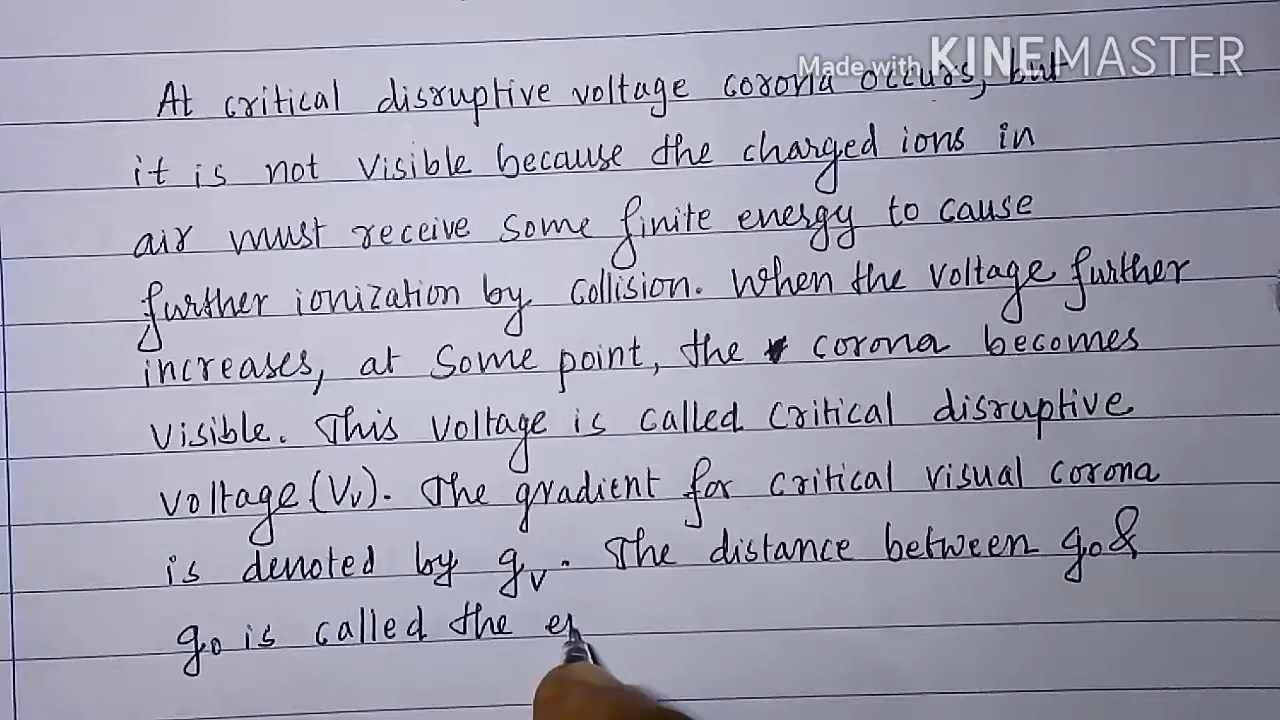 Made with KINEMASTER
At critical disruptive voltage corona occurs, but
it is not visible because the charged ions in
air must receive some finite energy to cause
further ionization by collision. When the voltage further
increases, at some point, the corona becomes
visible. This voltage is called critical disruptive
voltage (Vv). The gradient for critical visual corona
is denoted by gv. The distance between go &
go is called the